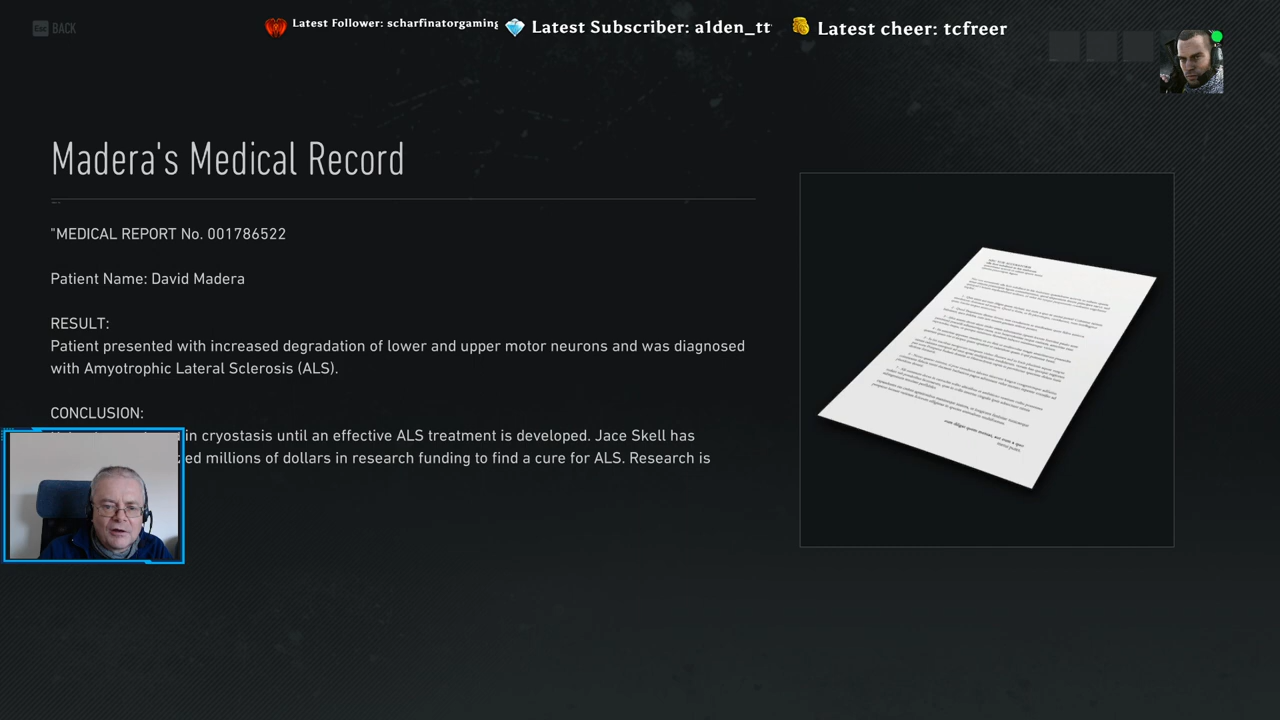 Esc BACK
Latest Follower: scharfinatorgaming
Latest Subscriber: a1den_tt
Latest cheer: tcfreer
Madera's Medical Record
"MEDICAL REPORT No. 001786522
Patient Name: David Madera
RESULT:
Patient presented with increased degradation of lower and upper motor neurons and was diagnosed
with Amyotrophic Lateral Sclerosis (ALS).
CONCLUSION:
in cryostasis until an effective ALS treatment is developed. Jace Skell has
millions of dollars in research funding to find a cure for ALS. Research is